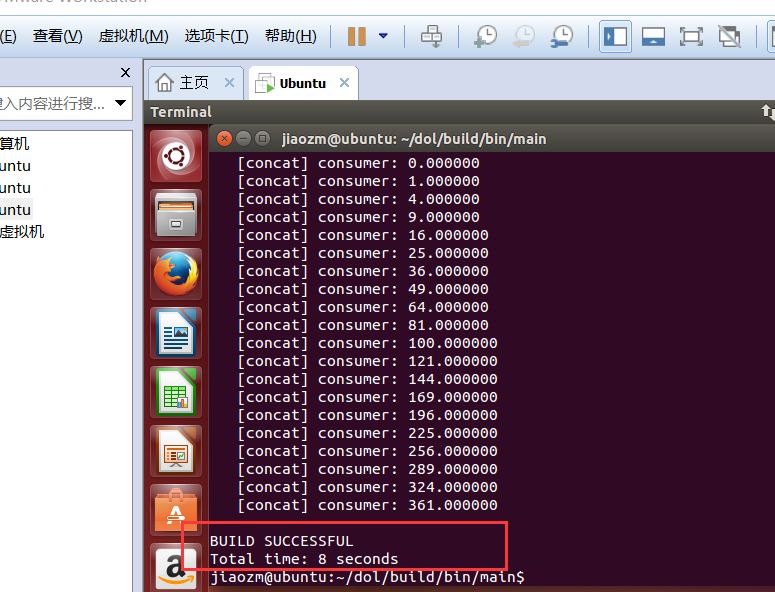 (E) 查看(V) 虚拟机(M) 选项卡(T) 帮助(H)
入内容进行搜...
主页 Ubuntu
算机
untu
untu
untu
虚拟机
Terminal
jiaozm@ubuntu: ~/dol/build/bin/main
[concat] consumer: 0.000000
[concat] consumer: 1.000000
[concat] consumer: 4.000000
[concat] consumer: 9.000000
[concat] consumer: 16.000000
[concat] consumer: 25.000000
[concat] consumer: 36.000000
[concat] consumer: 49.000000
[concat] consumer: 64.000000
[concat] consumer: 81.000000
[concat] consumer: 100.000000
[concat] consumer: 121.000000
[concat] consumer: 144.000000
[concat] consumer: 169.000000
[concat] consumer: 196.000000
[concat] consumer: 225.000000
[concat] consumer: 256.000000
[concat] consumer: 289.000000
[concat] consumer: 324.000000
[concat] consumer: 361.000000
BUILD SUCCESSFUL
Total time: 8 seconds
jiaozm@ubuntu:~/dol/build/bin/main$